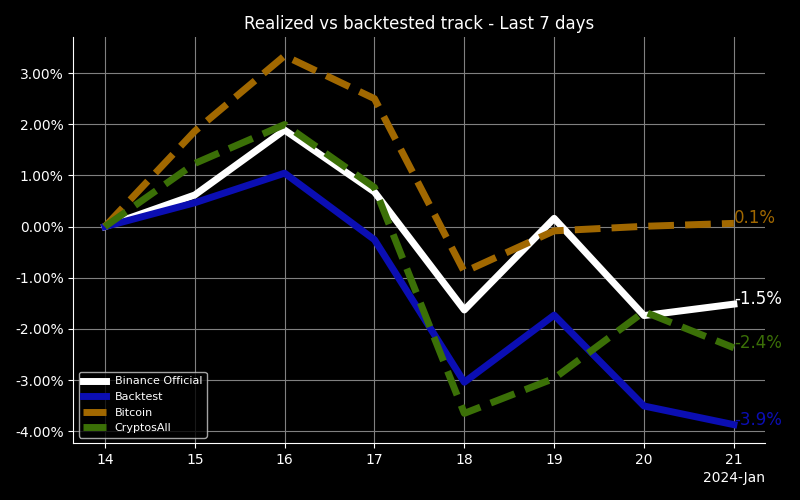 Realized vs backtested track - Last 7 days
3.00%
2.00%
1.00%
0.00%
-1.00%
-2.00%
-3.00%
-4.00%
0.1%
-1.5%
-2.4%
-3.9%
Binance Official
Backtest
Bitcoin
CryptosAll
14 15 16 17 18 19 20 21
2024-Jan